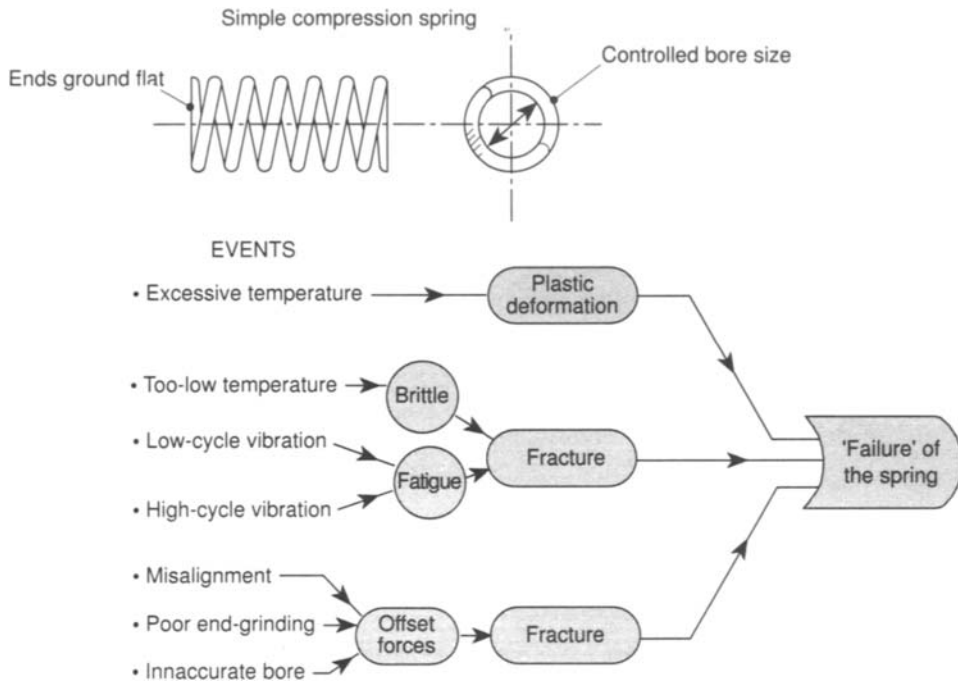 Simple compression spring
Ends ground flat
Controlled bore size
EVENTS
• Excessive temperature
Plastic
deformation
• Too-low temperature
Brittle
• Low-cycle vibration
Fatigue
• High-cycle vibration
Fracture
'Failure' of
the spring
• Misalignment
• Poor end-grinding
• Innaccurate bore
Offset
forces
Fracture